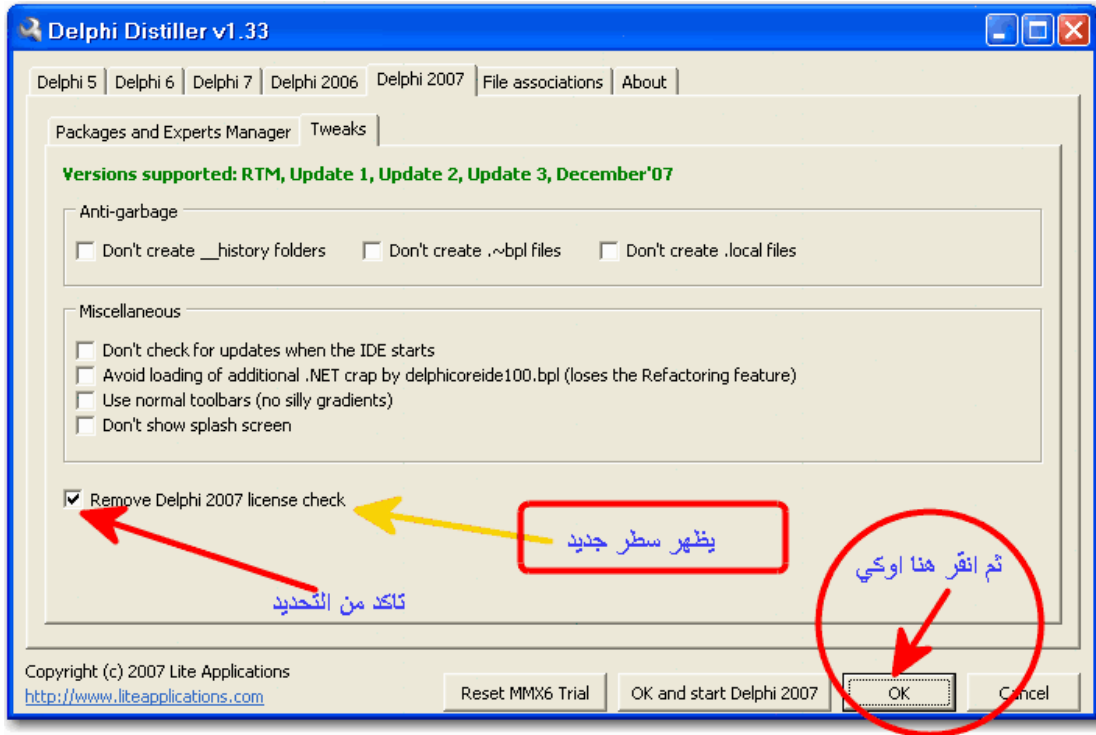 Delphi Distiller v1.33
Delphi 5 Delphi 6 Delphi 7 Delphi 2006 Delphi 2007 File associations About
Packages and Experts Manager Tweaks
Versions supported: RTM, Update 1, Update 2, Update 3, December'07
Anti-garbage
Don't create __history folders Don't create .~bpl files Don't create .local files
Miscellaneous
Don't check for updates when the IDE starts
Avoid loading of additional .NET crap by delphicoreide100.bpl (loses the Refactoring feature)
Use normal toolbars (no silly gradients)
Don't show splash screen
Remove Delphi 2007 license check
يظهر سطر جديد
ثم انقر هنا اوكي
تاكد من التحديد
Copyright (c) 2007 Lite Applications
http://www.liteapplications.com
Reset MMX6 Trial OK and start Delphi 2007 OK Cancel